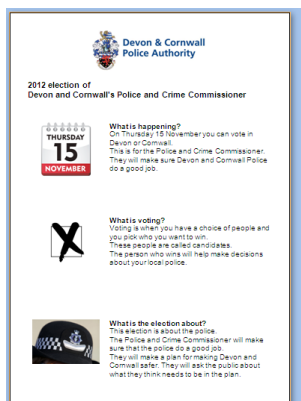 Devon & Cornwall
Police Authority
2012 election of
Devon and Cornwall's Police and Crime Commissioner
THURSDAY
15
NOVEMBER
What is happening?
On Thursday 15 November you can vote in
Devon or Cornwall.
This is for the Police and Crime Commissioner.
They will make sure Devon and Cornwall Police
do a good job.
What is voting?
Voting is when you have a choice of people and
you pick who you want to win.
These people are called candidates.
The person who wins will help make decisions
about your local police.
What is the election about?
This election is about the police.
The Police and Crime Commissioner will make
sure that the police do a good job.
They will make a plan for making Devon and
Cornwall safer. They will ask the public about
what they think needs to be in the plan.